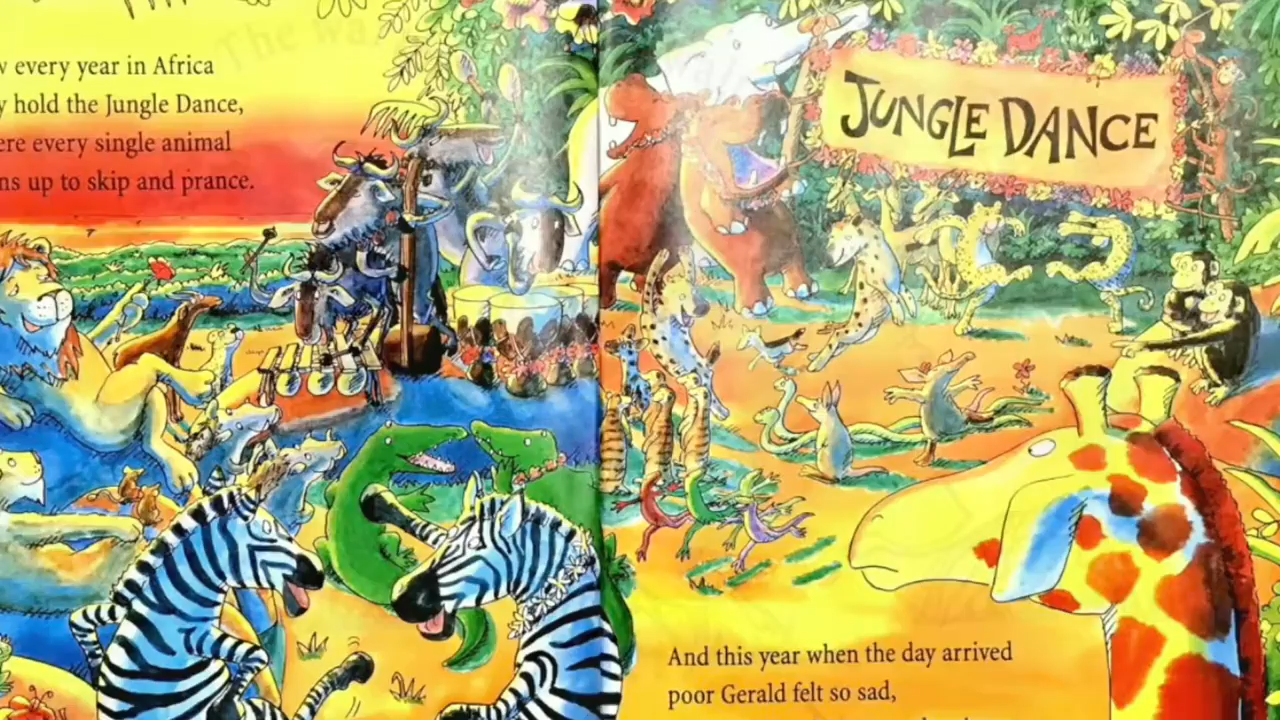 every year in Africa
hold the Jungle Dance,
every single animal
up to skip and prance.
JUNGLE DANCE
And this year when the day arrived
poor Gerald felt so sad,